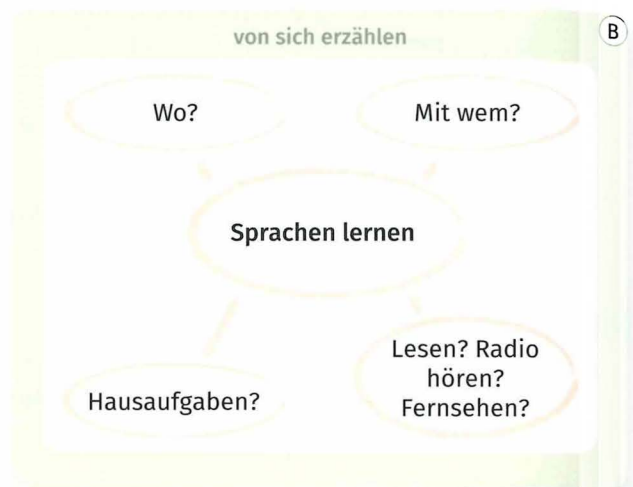 von sich erzählen
B
Wo?
Mit wem?
Sprachen lernen
Hausaufgaben?
Lesen? Radio
hören?
Fernsehen?